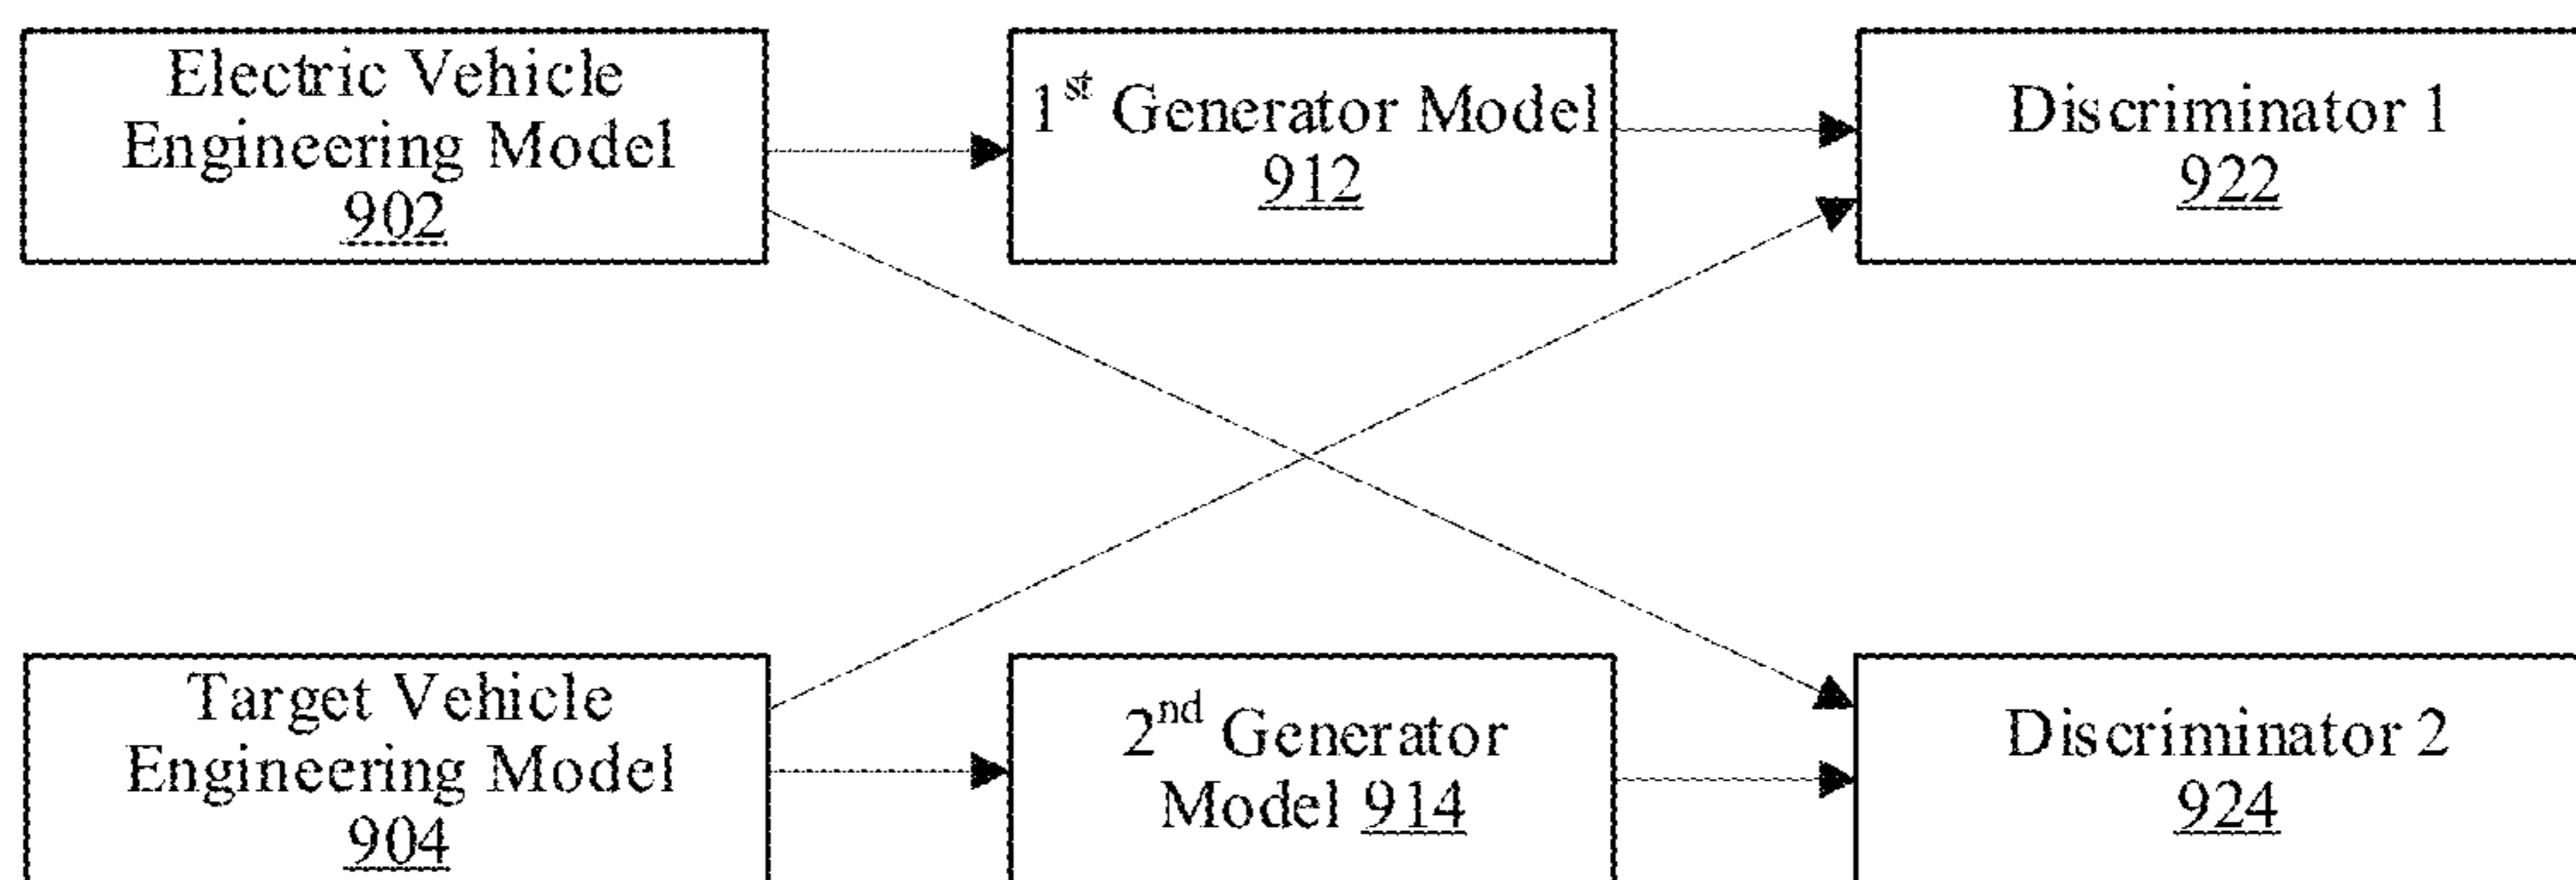 Electric Vehicle
Engineering Model
902
1st Generator Model
912
Discriminator 1
922
Target Vehicle
Engineering Model
904
2nd Generator
Model 914
Discriminator 2
924